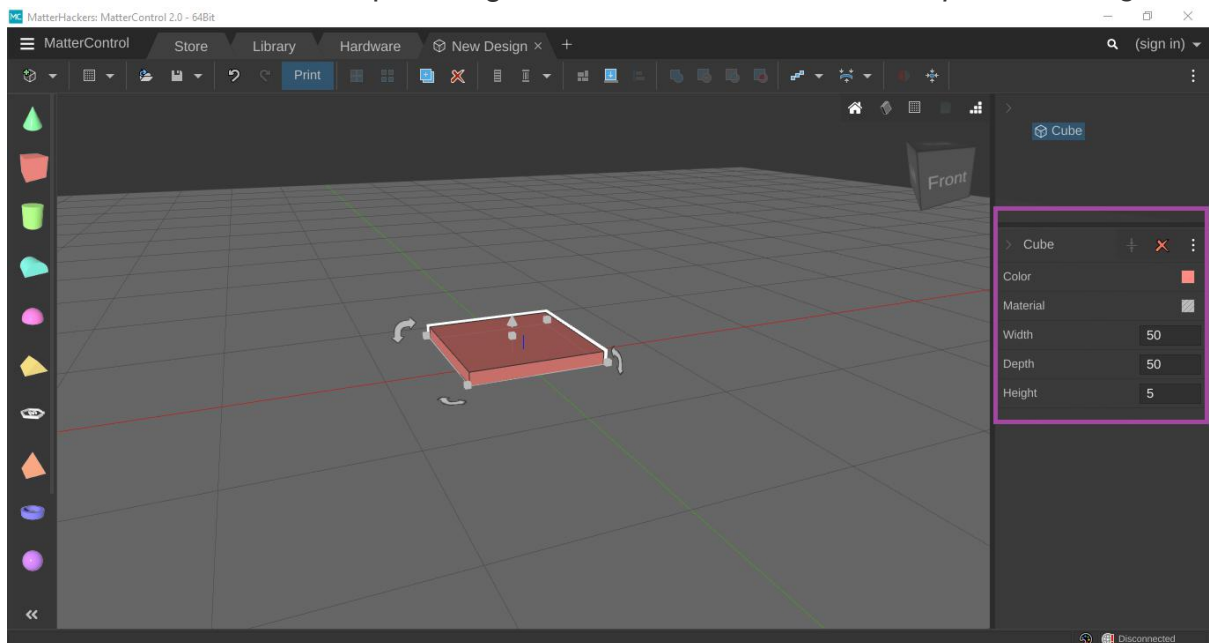 MC MatterHackers: MatterControl 2.0 - 64Bit
MatterControl Store Library Hardware New Design × + (sign in)
Print
Cube
Front
Cube
Color
Material
Width 50
Depth 50
Height 5
Disconnected